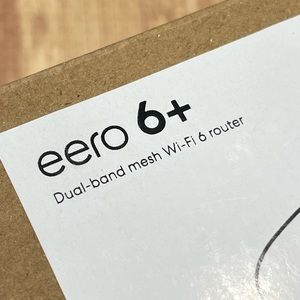 eero 6+
Dual-band mesh Wi-Fi 6 router